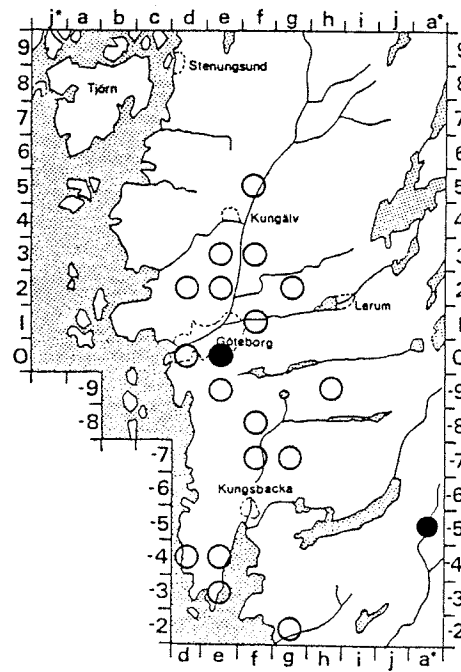 j* a b c d e f g h i j a*
9 9
Stenungsund
8 Tjörn 8
7 7
6 6
5 5
4 Kungälv 4
3 3
2 2
Lerum
1 1
Göteborg
0 0
-9 -9
-8 -8
-7 -7
Kungsbacka
-6 -6
-5 -5
-4 -4
-3 -3
-2 -2
d e f g h i j a*